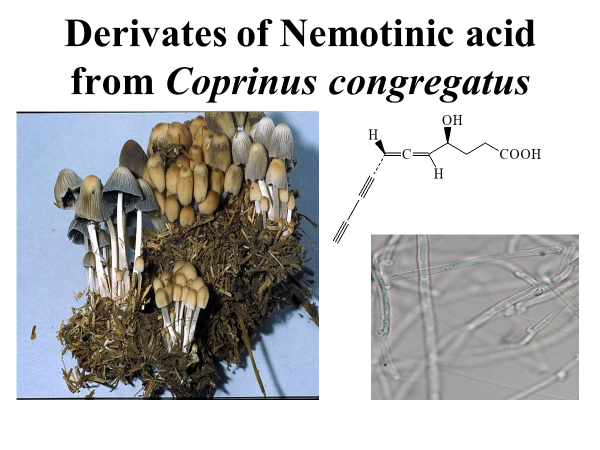 Derivates of Nemotinic acid
from Coprinus congregatus
OH
H
C
COOH
H